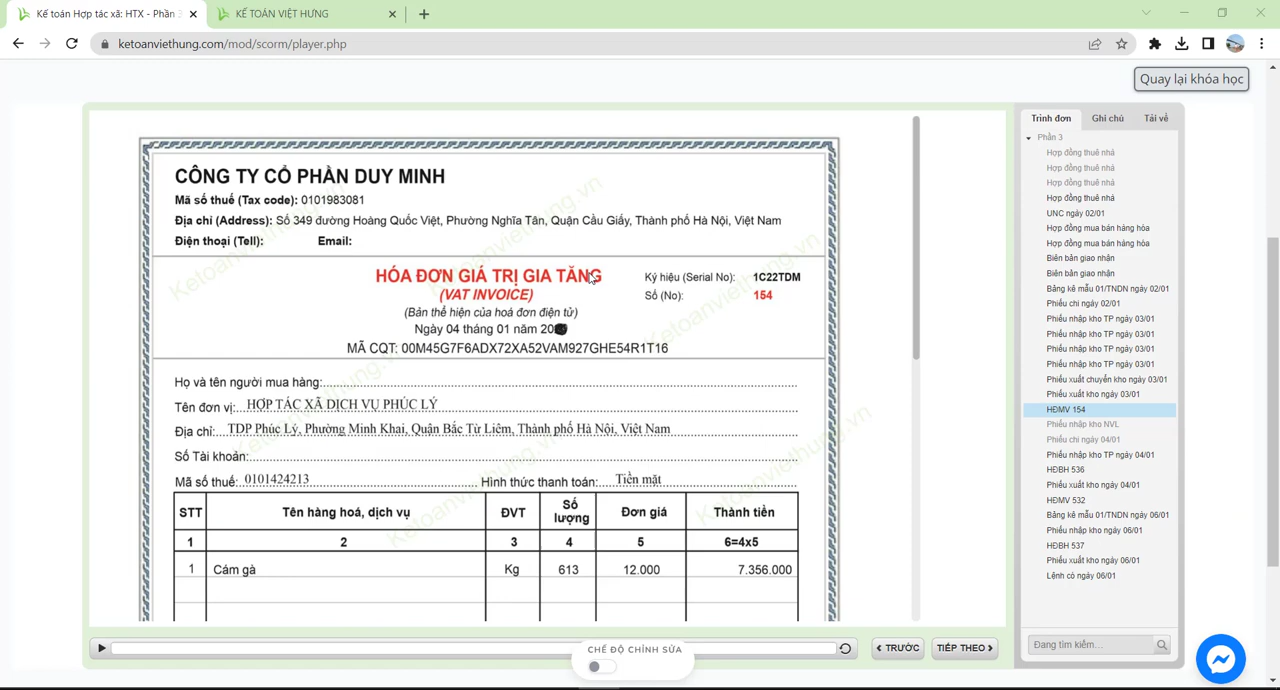 Kế toán Hợp tác xã: HTX - Phần 3
KẾ TOÁN VIỆT HƯNG
ketoanviethung.com/mod/scorm/player.php
Quay lại khóa học
CÔNG TY CỔ PHẦN DUY MINH
Mã số thuế (Tax code): 0101983081
Địa chỉ (Address): Số 349 dường Hoàng Quốc Việt, Phường Nghĩa Tân, Quận Cầu Giấy, Thành phố Hà Nội, Việt Nam
Điện thoại (Tell): Email:
HÓA ĐƠN GIÁ TRỊ GIA TĂNG
(VAT INVOICE)
(Bản thể hiện của hoá đơn điện tử)
Ngày 04 tháng 01 năm 20
MÃ CQT: 00M45G7F6ADX72XA52VAM927GHE54R1T16
Ký hiệu (Serial No): 1C22TDM
Số (No): 154
Họ và tên người mua hàng:
Tên đơn vị: HỢP TÁC XÃ DỊCH VỤ PHÚC LÝ
Địa chỉ: TDP Phúc Lý, Phường Minh Khai, Quận Bắc Từ Liêm, Thành phố Hà Nội, Việt Nam
Số Tài khoản:
Mã số thuế: 0101424213 Hình thức thanh toán: Tiền mặt
STT Tên hàng hoá, dịch vụ ĐVT Số lượng Đơn giá Thành tiền
1 2 3 4 5 6=4x5
1 Cám gà Kg 613 12.000 7.356.000
Ketoanviethung.vn
Ketoanviethung.vn
Ketoanviethung.vn
Ketoanviethung.vn
Ketoanviethung.vn
Ketoanviethung.vn
CHẾ ĐỘ CHỈNH SỬA
TRƯỚC
TIẾP THEO
Trình đơn Ghi chú Tải về
Phần 3
Hợp đồng thuê nhà
Hợp đồng thuê nhà
Hợp đồng thuê nhà
Hợp đồng thuê nhà
UNC ngày 02/01
Hợp đồng mua bán hàng hóa
Hợp đồng mua bán hàng hóa
Biên bản giao nhận
Biên bản giao nhận
Bảng kê mẫu 01/TNDN ngày 02/01
Phiếu chi ngày 02/01
Phiếu nhập kho TP ngày 03/01
Phiếu nhập kho TP ngày 03/01
Phiếu nhập kho TP ngày 03/01
Phiếu nhập kho TP ngày 03/01
Phiếu xuất chuyển kho ngày 03/01
Phiếu xuất kho ngày 03/01
HĐMV 154
Phiếu nhập kho NVL
Phiếu chi ngày 04/01
Phiếu nhập kho TP ngày 04/01
HĐBH 536
Phiếu xuất kho ngày 04/01
HĐMV 532
Bảng kê mẫu 01/TNDN ngày 06/01
Phiếu nhập kho ngày 06/01
HĐBH 537
Phiếu xuất kho ngày 06/01
Lệnh có ngày 06/01
Đang tìm kiếm...